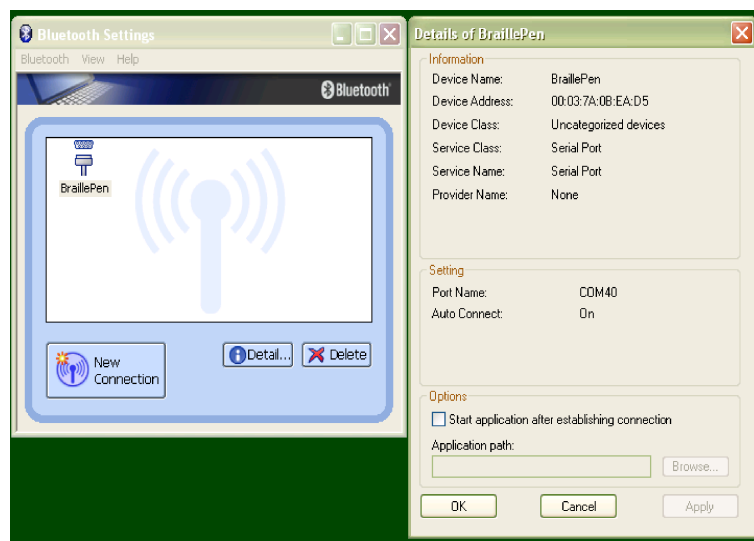 Bluetooth Settings
Bluetooth View Help
Bluetooth
BraillePen
New
Connection
Detail...
Delete
Details of BraillePen
Information
Device Name: BraillePen
Device Address: 00:03:7A:0B:EA:D5
Device Class: Uncategorized devices
Service Class: Serial Port
Service Name: Serial Port
Provider Name: None
Setting
Port Name: COM40
Auto Connect: On
Options
Start application after establishing connection
Application path:
Browse...
OK Cancel Apply